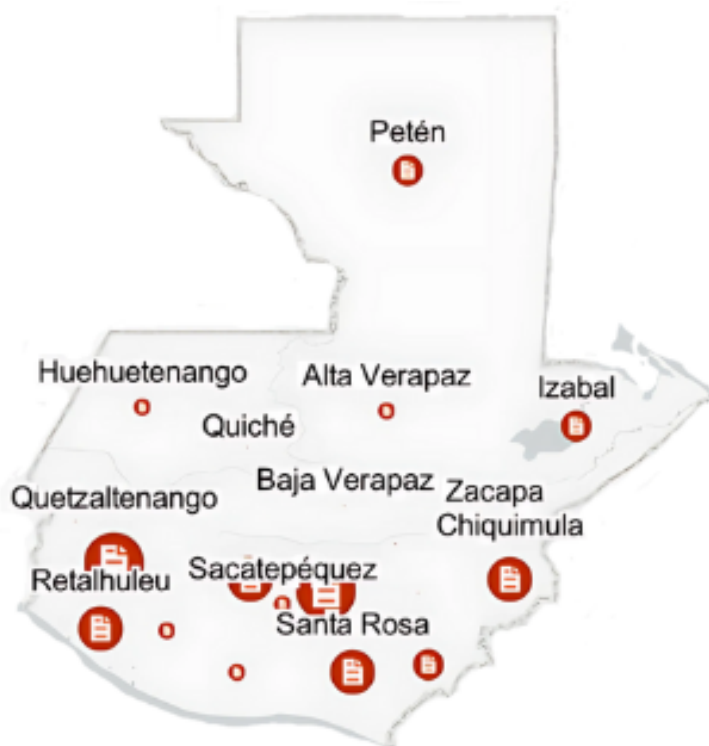 Petén
Huehuetenango
Alta Verapaz
Izabal
Quiché
Baja Verapaz
Zacapa
Quetzaltenango
Chiquimula
Retalhuleu
Sacatepéquez
Santa Rosa